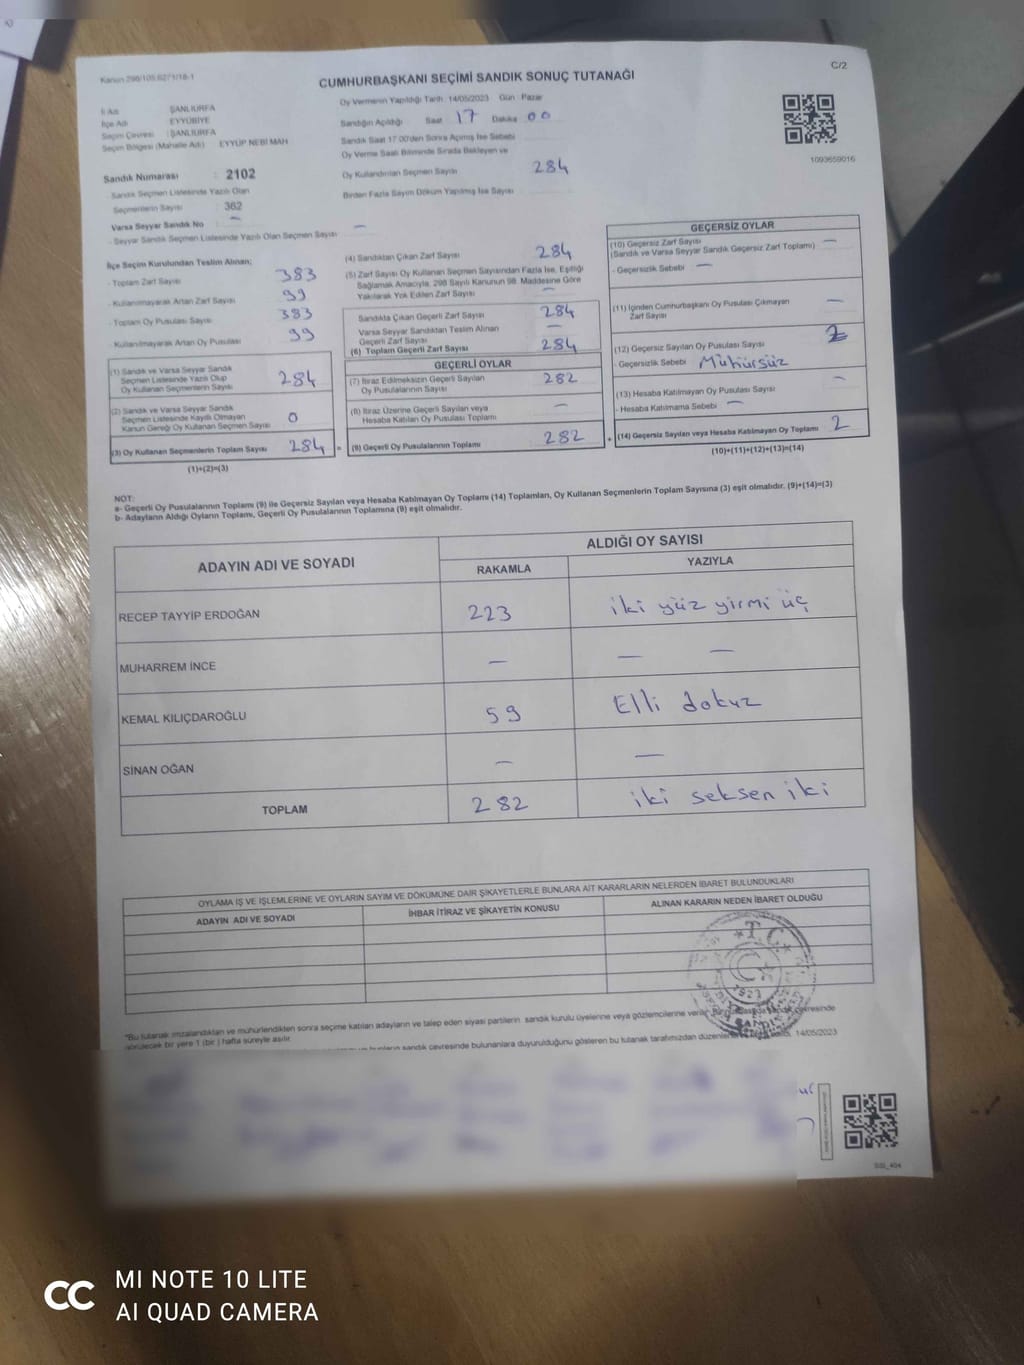 Kanun 298/105,6271/18-1
C/2
CUMHURBAŞKANI SEÇİMİ SANDIK SONUÇ TUTANAĞI
İl Adı : ŞANLIURFA
İlçe Adı : EYYÜBİYE
Seçim Çevresi : ŞANLIURFA
Seçim Bölgesi (Mahalle Adı) : EYYÜP NEBİ MAH
Sandık Numarası : 2102
- Sandık Seçmen Listesinde Yazılı Olan
Seçmenlerin Sayısı : 382
Varsa Seyyar Sandık No : —
- Seyyar Sandık Seçmen Listesinde Yazılı Olan Seçmen Sayısı —
Oy Vermenin Yapıldığı Tarih 14/05/2023 Gün : Pazar
Sandığın Açıldığı Saat 17 Dakika 00
Sandık Saat 17.00'den Sonra Açılmış İse Sebebi
Oy Verme Saati Bitiminde Sırada Bekleyen ve
Oy Kullandırılan Seçmen Sayısı 284
Birden Fazla Sayım Döküm Yapılmış İse Sayısı
1093659016
İlçe Seçim Kurulundan Teslim Alınan;
- Toplam Zarf Sayısı 383
- Kullanılmayarak Artan Zarf Sayısı 99
- Toplam Oy Pusulası Sayısı 383
- Kullanılmayarak Artan Oy Pusulası 99
(1) Sandık ve Varsa Seyyar Sandık
Seçmen Listesinde Yazılı Olup
Oy Kullanan Seçmenlerin Sayısı 284
(2) Sandık ve Varsa Seyyar Sandık
Seçmen Listesinde Kayıtlı Olmayan
Kanun Gereği Oy Kullanan Seçmen Sayısı 0
(3) Oy Kullanan Seçmenlerin Toplam Sayısı 284 =
(1)+(2)=(3)
(4) Sandıktan Çıkan Zarf Sayısı 284
(5) Zarf Sayısı Oy Kullanan Seçmen Sayısından Fazla İse, Eşitliği
Sağlamak Amacıyla, 298 Sayılı Kanunun 98. Maddesine Göre
Yakılarak Yok Edilen Zarf Sayısı —
Sandıkta Çıkan Geçerli Zarf Sayısı 284
Varsa Seyyar Sandıktan Teslim Alınan
Geçerli Zarf Sayısı —
(6) Toplam Geçerli Zarf Sayısı 284
GEÇERLİ OYLAR
(7) İtiraz Edilmeksizin Geçerli Sayılan
Oy Pusulalarının Sayısı 282
(8) İtiraz Üzerine Geçerli Sayılan veya
Hesaba Katılan Oy Pusulası Toplamı —
(9) Geçerli Oy Pusulalarının Toplamı 282 +
GEÇERSİZ OYLAR
(10) Geçersiz Zarf Sayısı
(Sandık ve Varsa Seyyar Sandık Geçersiz Zarf Toplamı) —
- Geçersizlik Sebebi —
(11) İçinden Cumhurbaşkanı Oy Pusulası Çıkmayan
Zarf Sayısı —
(12) Geçersiz Sayılan Oy Pusulası Sayısı 2
- Geçersizlik Sebebi Mühürsüz
(13) Hesaba Katılmayan Oy Pusulası Sayısı —
- Hesaba Katılmama Sebebi —
(14) Geçersiz Sayılan veya Hesaba Katılmayan Oy Toplamı 2
(10)+(11)+(12)+(13)=(14)
NOT:
a- Geçerli Oy Pusulalarının Toplamı (9) ile Geçersiz Sayılan veya Hesaba Katılmayan Oy Toplamı (14) Toplamları, Oy Kullanan Seçmenlerin Toplam Sayısına (3) eşit olmalıdır. (9)+(14)=(3)
b- Adayların Aldığı Oyların Toplamı, Geçerli Oy Pusulalarının Toplamına (9) eşit olmalıdır.
ADAYIN ADI VE SOYADI
ALDIĞI OY SAYISI
RAKAMLA YAZIYLA
RECEP TAYYİP ERDOĞAN 223 iki yüz yirmi üç
MUHARREM İNCE — — —
KEMAL KILIÇDAROĞLU 59 Elli dokuz
SİNAN OĞAN — —
TOPLAM 282 iki seksen iki
OYLAMA İŞ VE İŞLEMLERİNE VE OYLARIN SAYIM VE DÖKÜMÜNE DAİR ŞİKAYETLERLE BUNLARA AİT KARARLARIN NELERDEN İBARET BULUNDUKLARI
ADAYIN ADI VE SOYADI İHBAR İTİRAZ VE ŞİKAYETİN KONUSU ALINAN KARARIN NEDEN İBARET OLDUĞU
T.C.
1923
*Bu tutanak imzalandıktan ve mühürlendikten sonra seçime katılan adayların ve talep eden siyasi partilerin sandık kurulu üyelerine veya gözlemcilerine verilir.
görülecek bir yere 1 (bir ) hafta süreyle asılır.
sandık çevresinde bulunanlara duyurulduğunu gösteren bu tutanak tarafımızdan 14/05/2023
MI NOTE 10 LITE
AI QUAD CAMERA